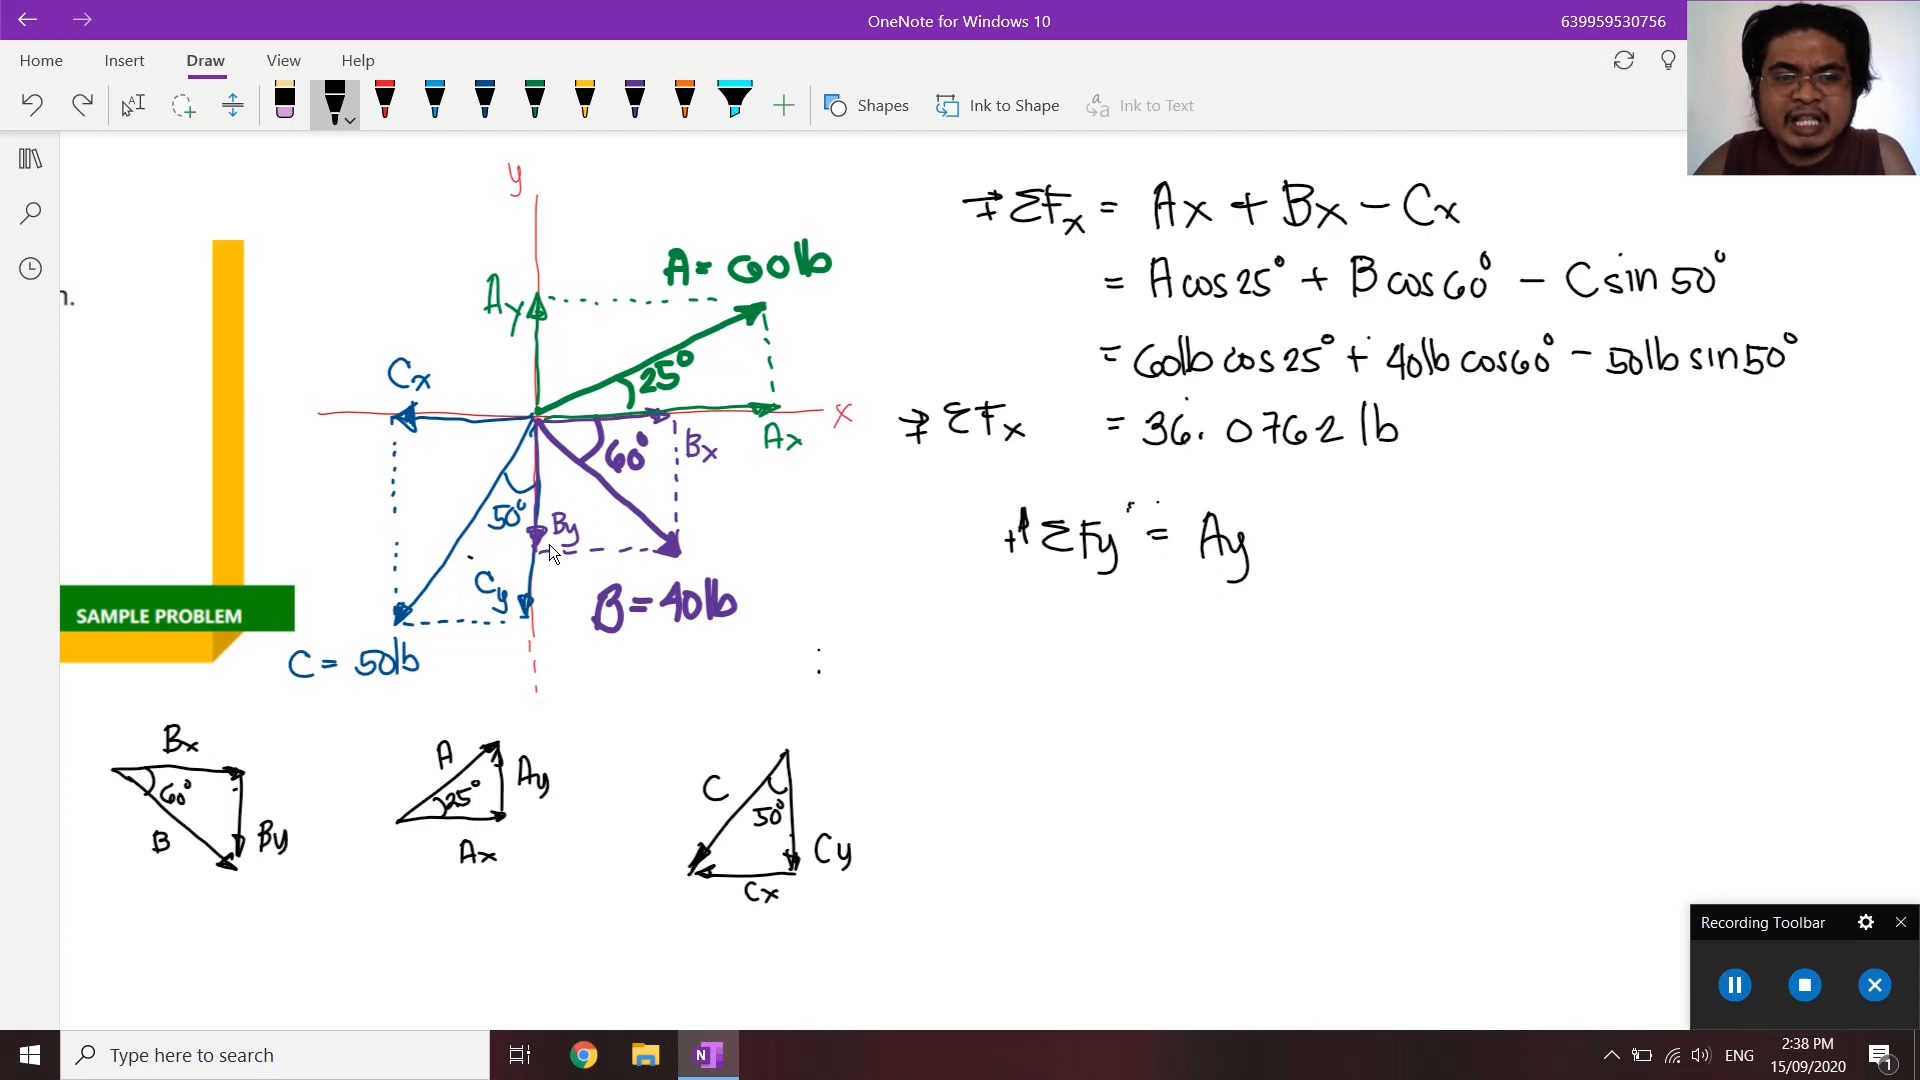 OneNote for Windows 10
639959530756
Home Insert Draw View Help
Shapes Ink to Shape Ink to Text
n.
y
A = 60lb
Ay
25°
Cx
x
Ax
Bx
60°
50°
By
Cy
B = 40lb
SAMPLE PROBLEM
C = 50lb
ΣFx = Ax + Bx - Cx
= A cos 25° + B cos 60° - C sin 50°
= 60lb cos 25° + 40lb cos 60° - 50lb sin 50°
ΣFx = 36.0762 lb
+↑ ΣFy = Ay
Bx
60°
B
By
A
Ay
25°
Ax
C
50°
Cy
Cx
Recording Toolbar
Type here to search
N
ENG
2:38 PM
15/09/2020
1